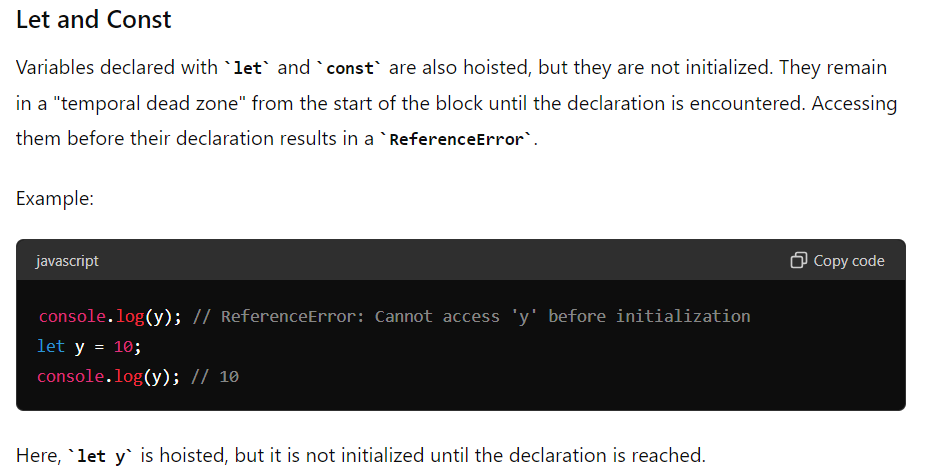 Let and Const
Variables declared with `let` and `const` are also hoisted, but they are not initialized. They remain
in a "temporal dead zone" from the start of the block until the declaration is encountered. Accessing
them before their declaration results in a `ReferenceError`.
Example:
javascript Copy code
console.log(y); // ReferenceError: Cannot access 'y' before initialization
let y = 10;
console.log(y); // 10
Here, `let y` is hoisted, but it is not initialized until the declaration is reached.